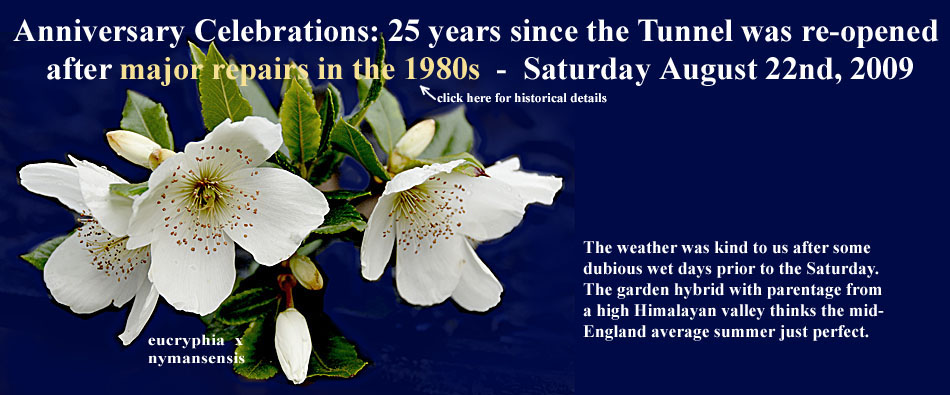 Anniversary Celebrations: 25 years since the Tunnel was re-opened
after major repairs in the 1980s - Saturday August 22nd, 2009
click here for historical details
The weather was kind to us after some
dubious wet days prior to the Saturday.
The garden hybrid with parentage from
a high Himalayan valley thinks the mid-
England average summer just perfect.
eucryphia x
nymansensis